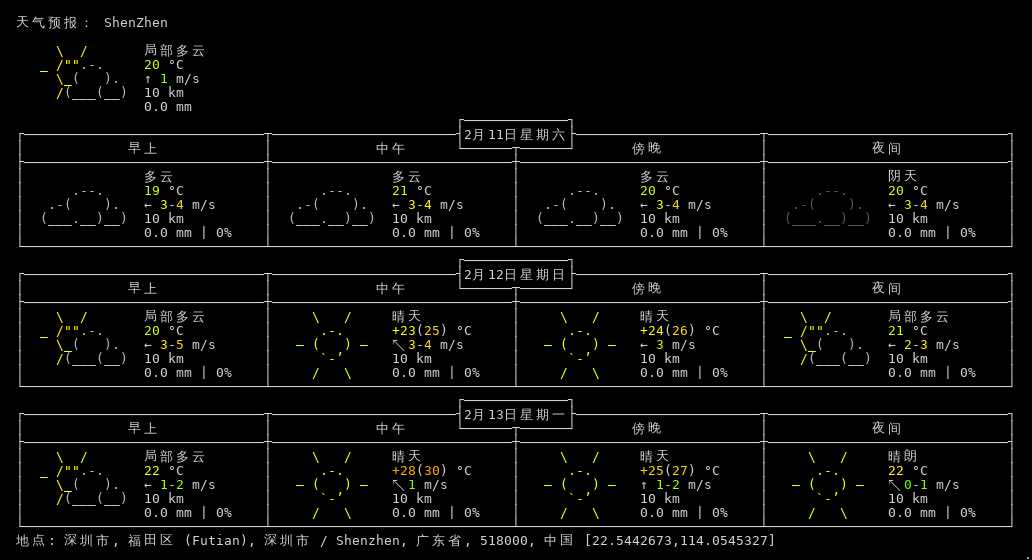 天气预报： ShenZhen
局部多云
20 °C
↑ 1 m/s
10 km
0.0 mm
2月11日星期六
早上 中午 傍晚 夜间
多云 多云 多云 阴天
19 °C 21 °C 20 °C 20 °C
← 3-4 m/s ← 3-4 m/s ← 3-4 m/s ← 3-4 m/s
10 km 10 km 10 km 10 km
0.0 mm | 0% 0.0 mm | 0% 0.0 mm | 0% 0.0 mm | 0%
2月12日星期日
早上 中午 傍晚 夜间
局部多云 晴天 晴天 局部多云
20 °C +23(25) °C +24(26) °C 21 °C
← 3-5 m/s ↖ 3-4 m/s ← 3 m/s ← 2-3 m/s
10 km 10 km 10 km 10 km
0.0 mm | 0% 0.0 mm | 0% 0.0 mm | 0% 0.0 mm | 0%
2月13日星期一
早上 中午 傍晚 夜间
局部多云 晴天 晴天 晴朗
22 °C +28(30) °C +25(27) °C 22 °C
← 1-2 m/s ↖ 1 m/s ↑ 1-2 m/s ↖ 0-1 m/s
10 km 10 km 10 km 10 km
0.0 mm | 0% 0.0 mm | 0% 0.0 mm | 0% 0.0 mm | 0%
地点: 深圳市, 福田区 (Futian), 深圳市 / Shenzhen, 广东省, 518000, 中国 [22.5442673,114.0545327]